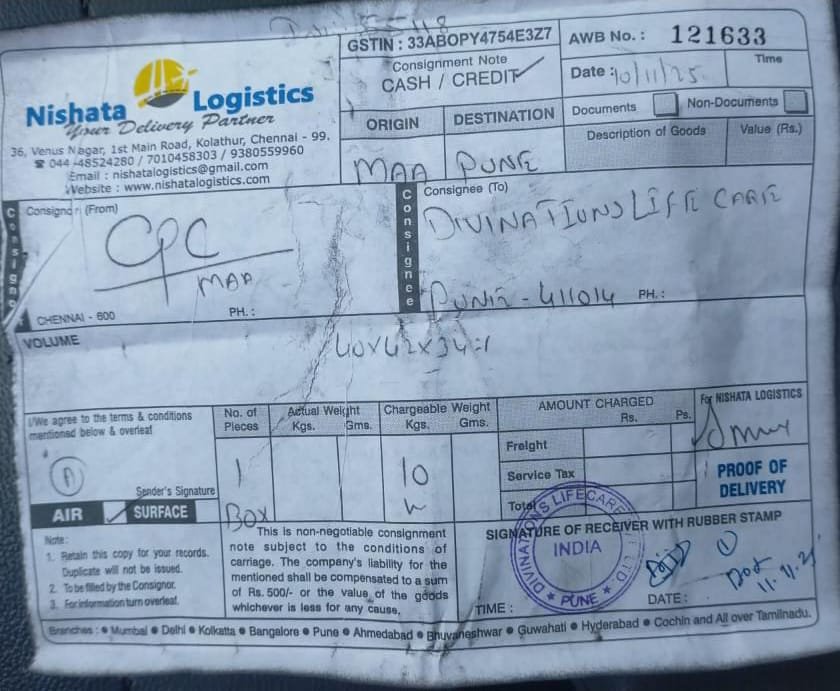 Nishata Logistics
Your Delivery Partner
36, Venus Nagar, 1st Main Road, Kolathur, Chennai - 99.
☎ 044-48524280 / 7010458303 / 9380559960
Email : nishatalogistics@gmail.com
Website : www.nishatalogistics.com
GSTIN : 33ABOPY4754E3Z7
Consignment Note
CASH / CREDIT
ORIGIN DESTINATION
MAA PUNE
AWB No. : 121633
Date : 10/11/25 Time
Documents Non-Documents
Description of Goods Value (Rs.)
Consignor
Consignor (From)
CPC
MAA
CHENNAI - 600 PH. :
Consignee
Consignee (To)
DIVINATIONS LIFE CARE
PUNE - 411014 PH. :
VOLUME
40x42x34:1
I/We agree to the terms & conditions
mentioned below & overleaf
Sender's Signature
AIR SURFACE
No. of Pieces
1
BOX
Actual Weight
Kgs. Gms.
Chargeable Weight
Kgs. Gms.
10
AMOUNT CHARGED
Rs. Ps.
Freight
Service Tax
Total
For NISHATA LOGISTICS
PROOF OF
DELIVERY
Note :
1. Retain this copy for your records.
Duplicate will not be issued.
2. To be filled by the Consignor.
3. For information turn overleaf.
This is non-negotiable consignment
note subject to the conditions of
carriage. The company's liability for the
mentioned shall be compensated to a sum
of Rs. 500/- or the value of the goods
whichever is less for any cause.
SIGNATURE OF RECEIVER WITH RUBBER STAMP
DIVINATIONS LIFECARE LTD.
INDIA
★ PUNE ★
TIME : DATE :
Branches : ● Mumbai ● Delhi ● Kolkatta ● Bangalore ● Pune ● Ahmedabad ● Bhuvaneshwar ● Guwahati ● Hyderabad ● Cochin and All over Tamilnadu.